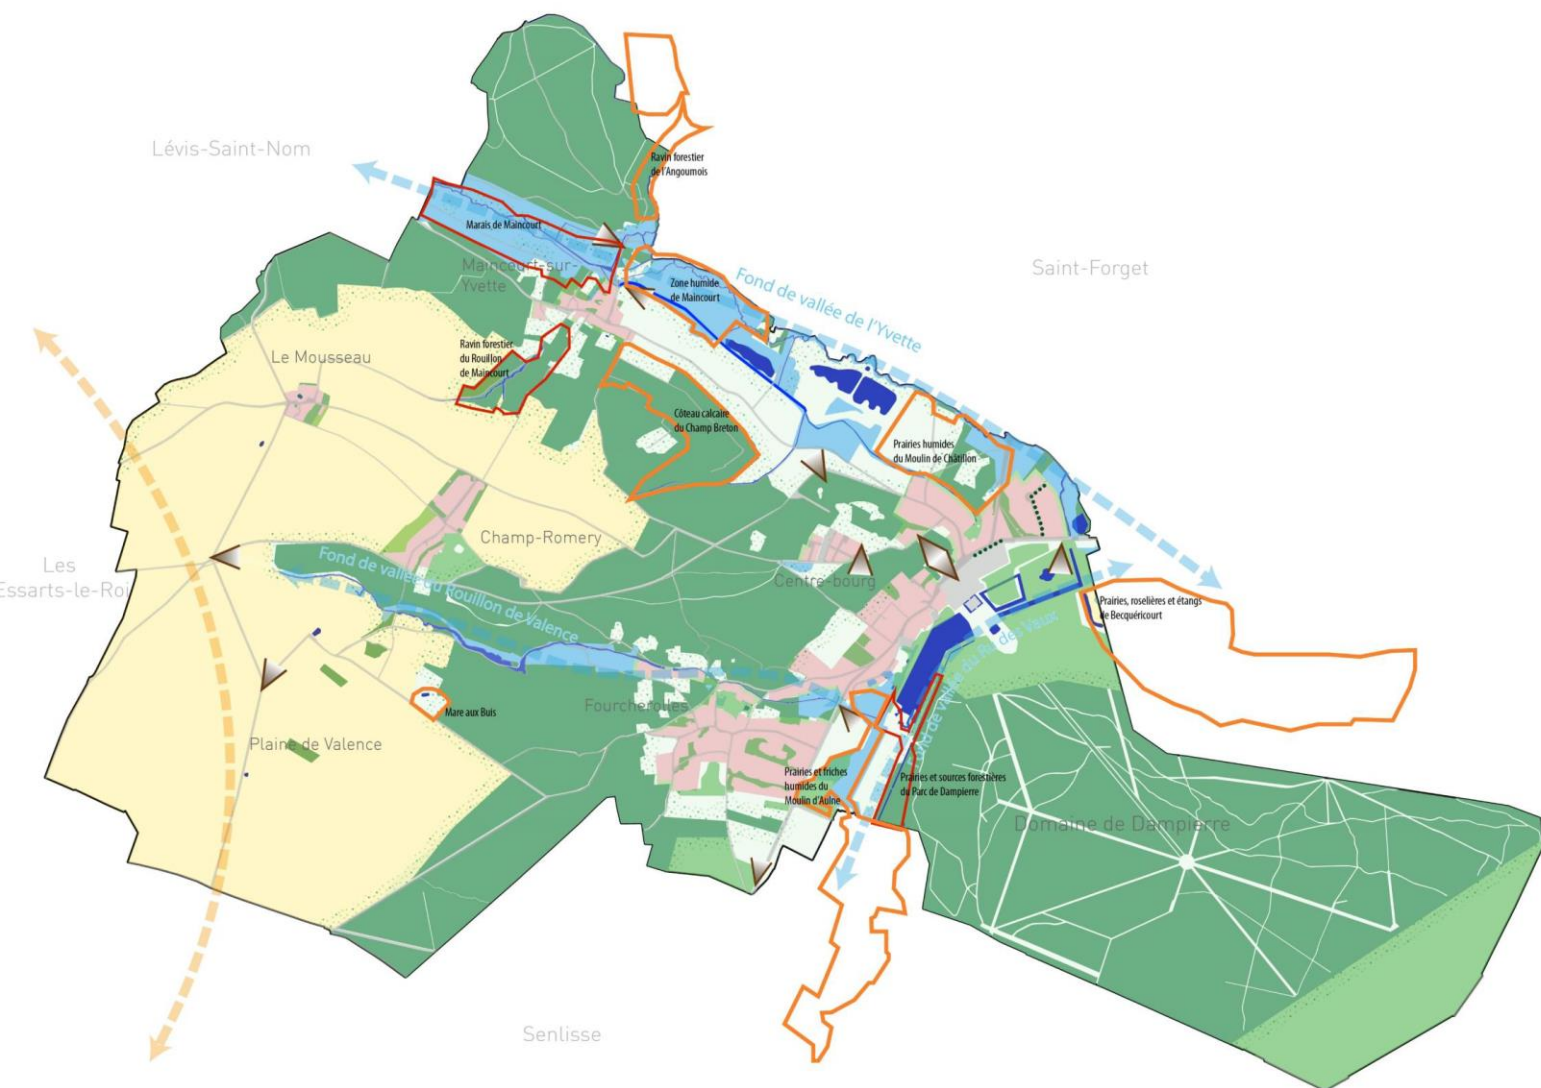 Lévis-Saint-Nom
Ravin forestier
de l'Angoumois
Marais de Maincourt
Maincourt-sur-
Yvette
Saint-Forget
Fond de vallée de l'Yvette
Zone humide
de Maincourt
Le Mousseau
Ravin forestier
du Rouillon
de Maincourt
Côteau calcaire
du Champ Breton
Prairies humides
du Moulin de Châtillon
Champ-Romery
Les
Essarts-le-Roi
Fond de vallée du Rouillon de Valence
Centre-bourg
Prairies, roselières et étangs
de Becquéricourt
Fond de vallée du Ru des Vaux
Fourcherolles
Mare aux Buis
Plaine de Valence
Prairies et friches
humides du
Moulin d'Aulne
Prairies et sources forestières
du Parc de Dampierre
Domaine de Dampierre
Senlisse